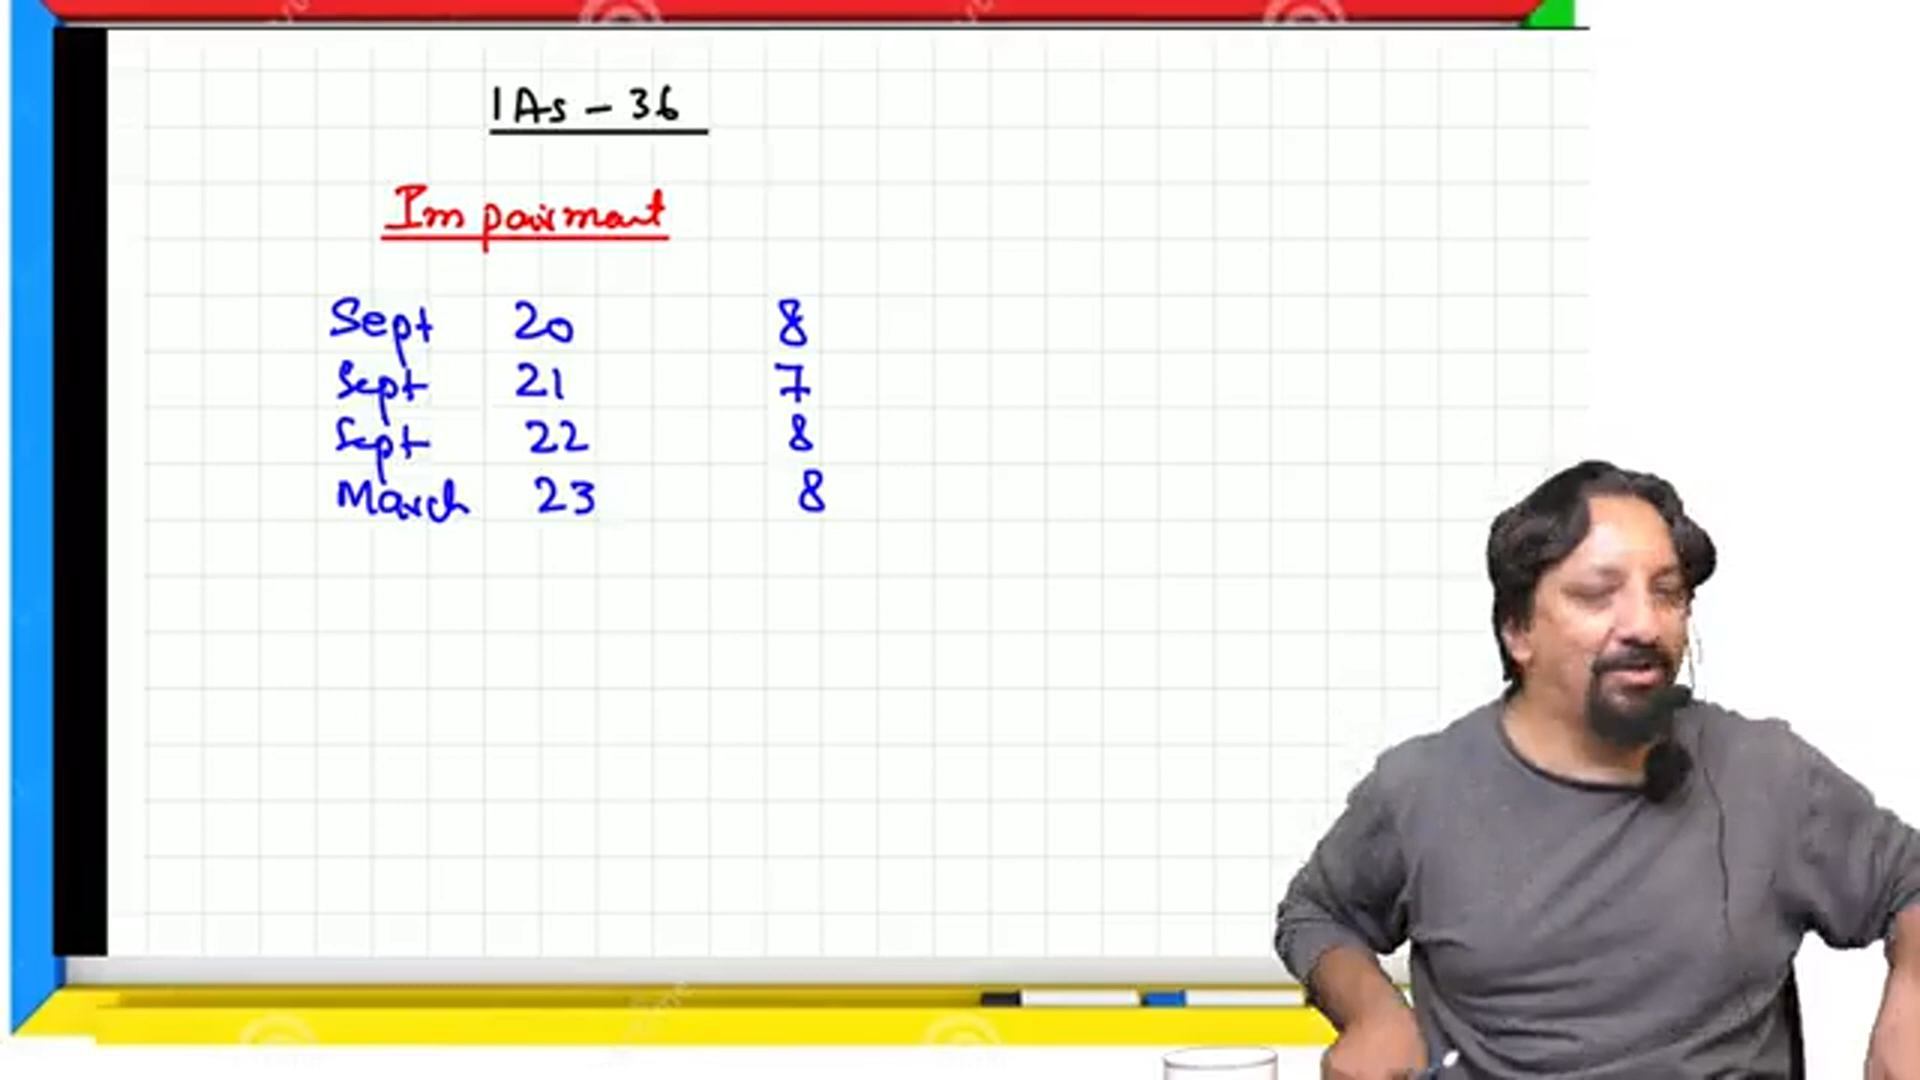 IAs - 36
Impairment
Sept 20 8
Sept 21 7
Sept 22 8
March 23 8